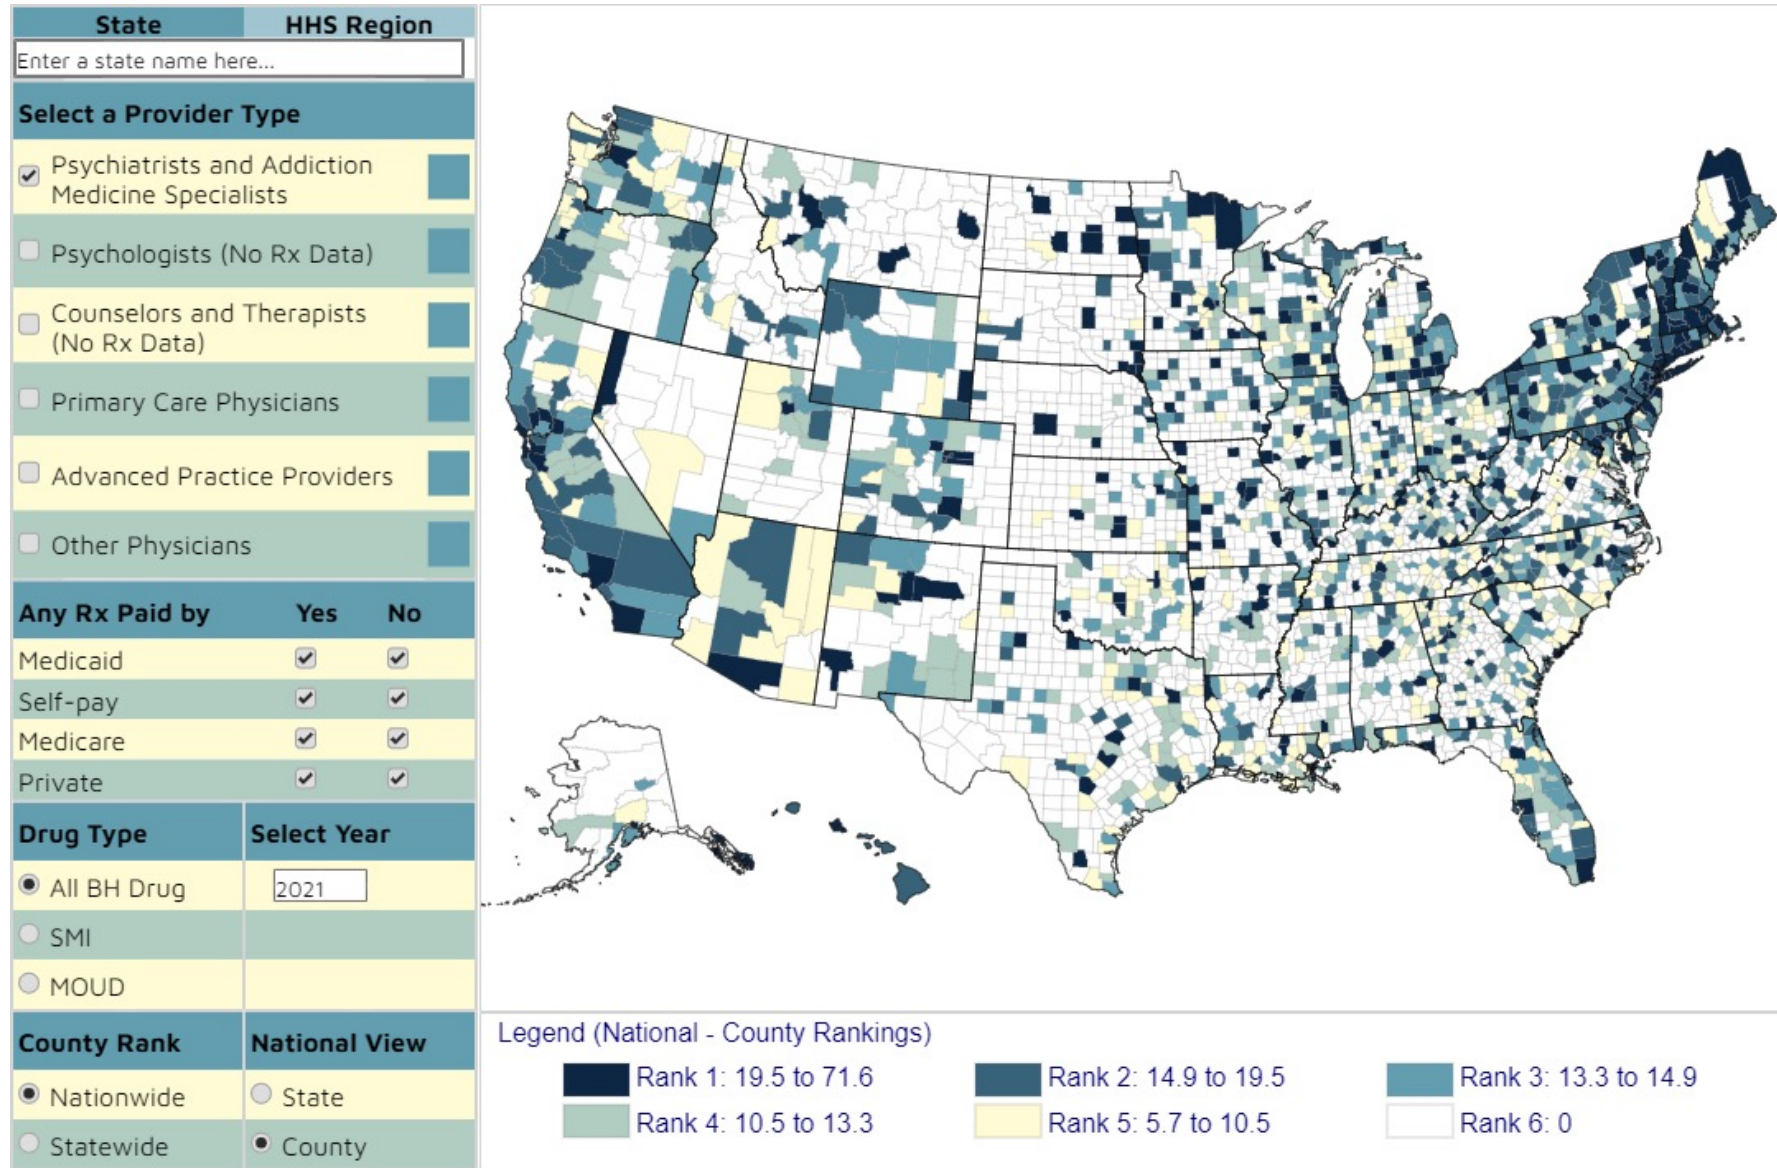 State HHS Region
Enter a state name here...
Select a Provider Type
Psychiatrists and Addiction
Medicine Specialists
Psychologists (No Rx Data)
Counselors and Therapists
(No Rx Data)
Primary Care Physicians
Advanced Practice Providers
Other Physicians
Any Rx Paid by Yes No
Medicaid
Self-pay
Medicare
Private
Drug Type Select Year
All BH Drug 2021
SMI
MOUD
County Rank National View
Nationwide State
Statewide County
Legend (National - County Rankings)
Rank 1: 19.5 to 71.6 Rank 2: 14.9 to 19.5 Rank 3: 13.3 to 14.9
Rank 4: 10.5 to 13.3 Rank 5: 5.7 to 10.5 Rank 6: 0